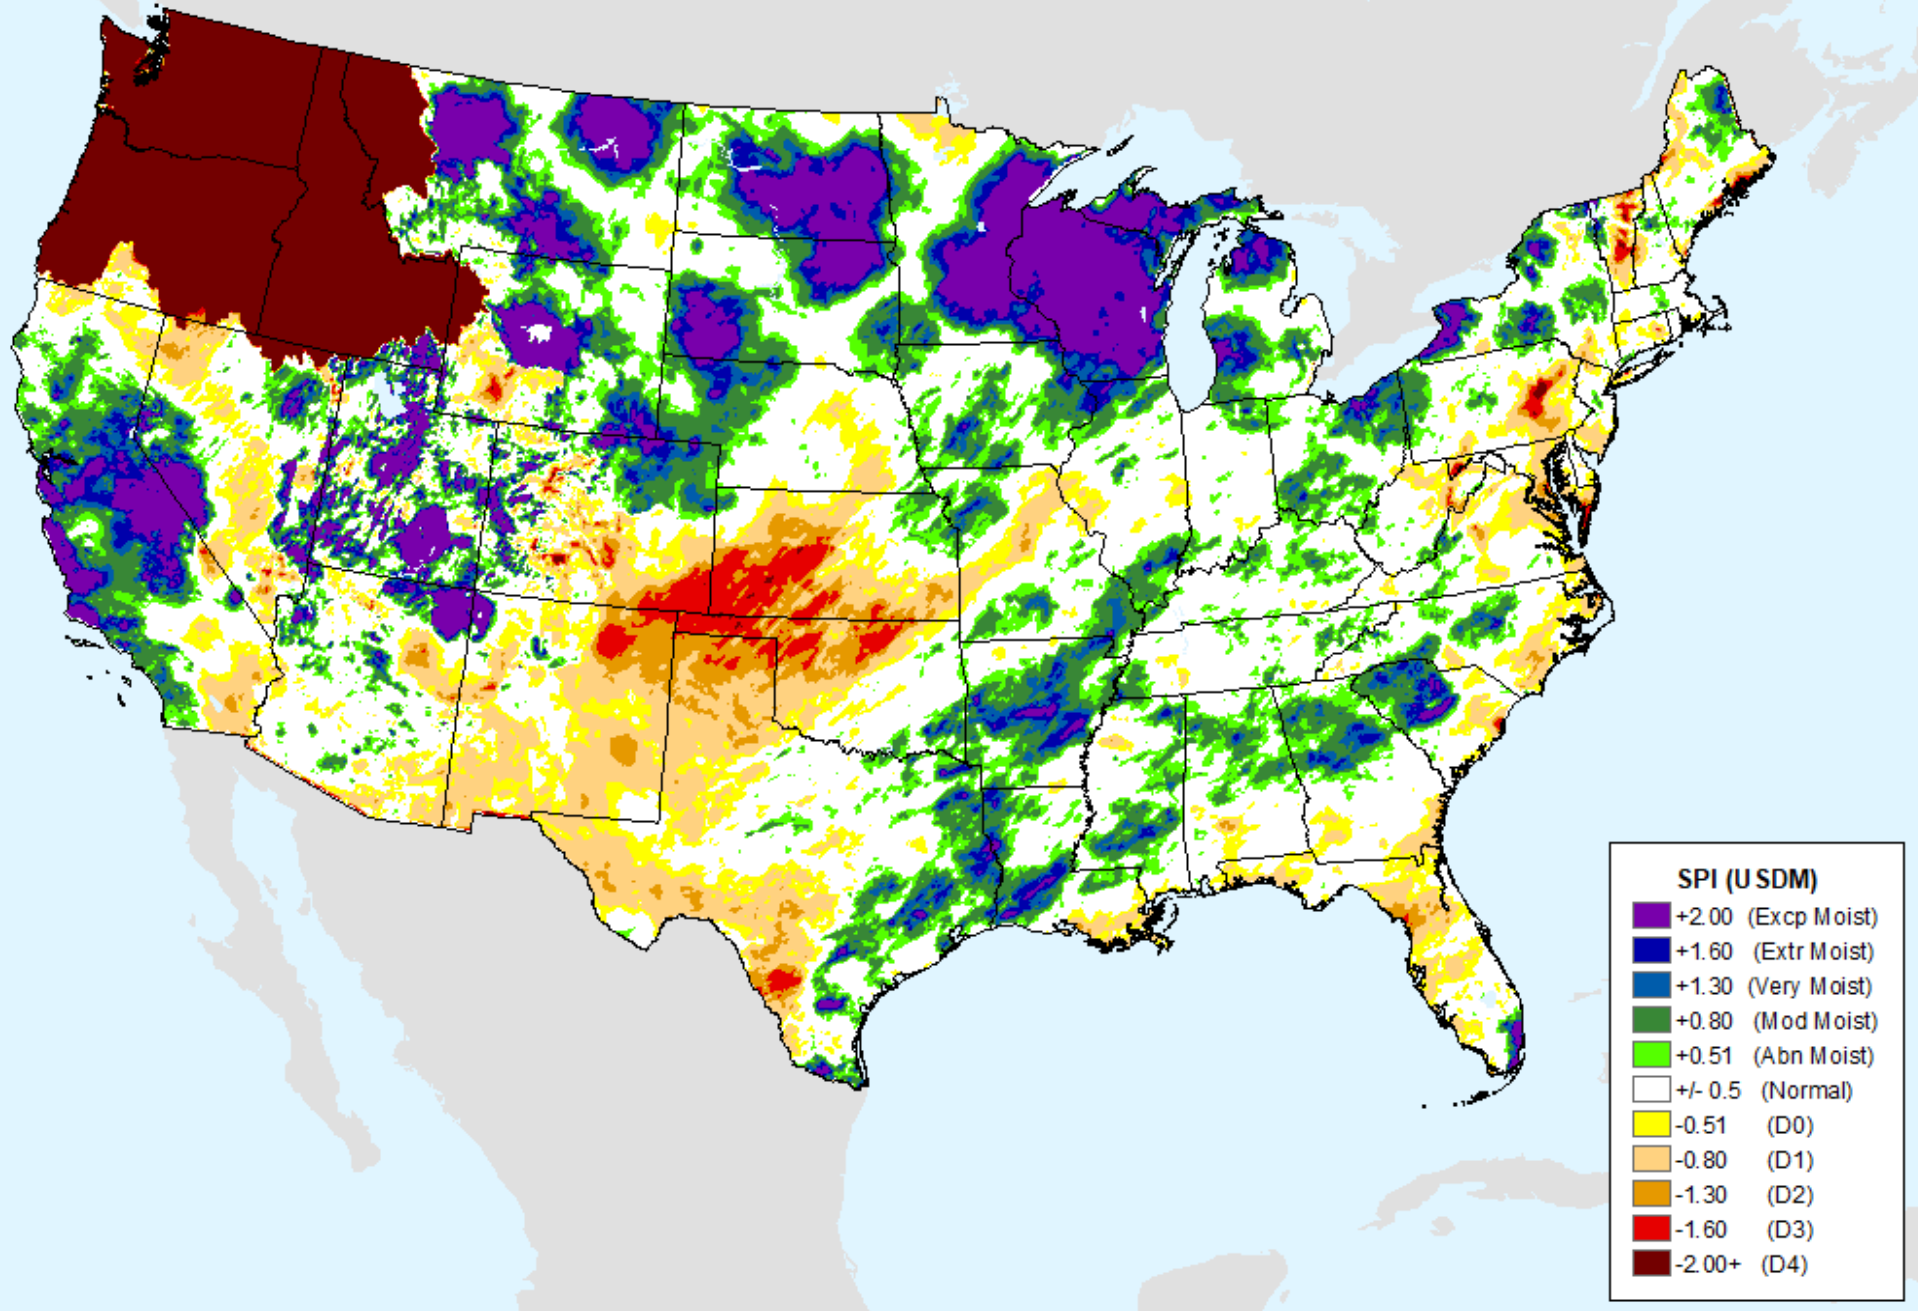 SPI (USDM)
+2.00 (Excp Moist)
+1.60 (Extr Moist)
+1.30 (Very Moist)
+0.80 (Mod Moist)
+0.51 (Abn Moist)
+/- 0.5 (Normal)
-0.51 (D0)
-0.80 (D1)
-1.30 (D2)
-1.60 (D3)
-2.00+ (D4)